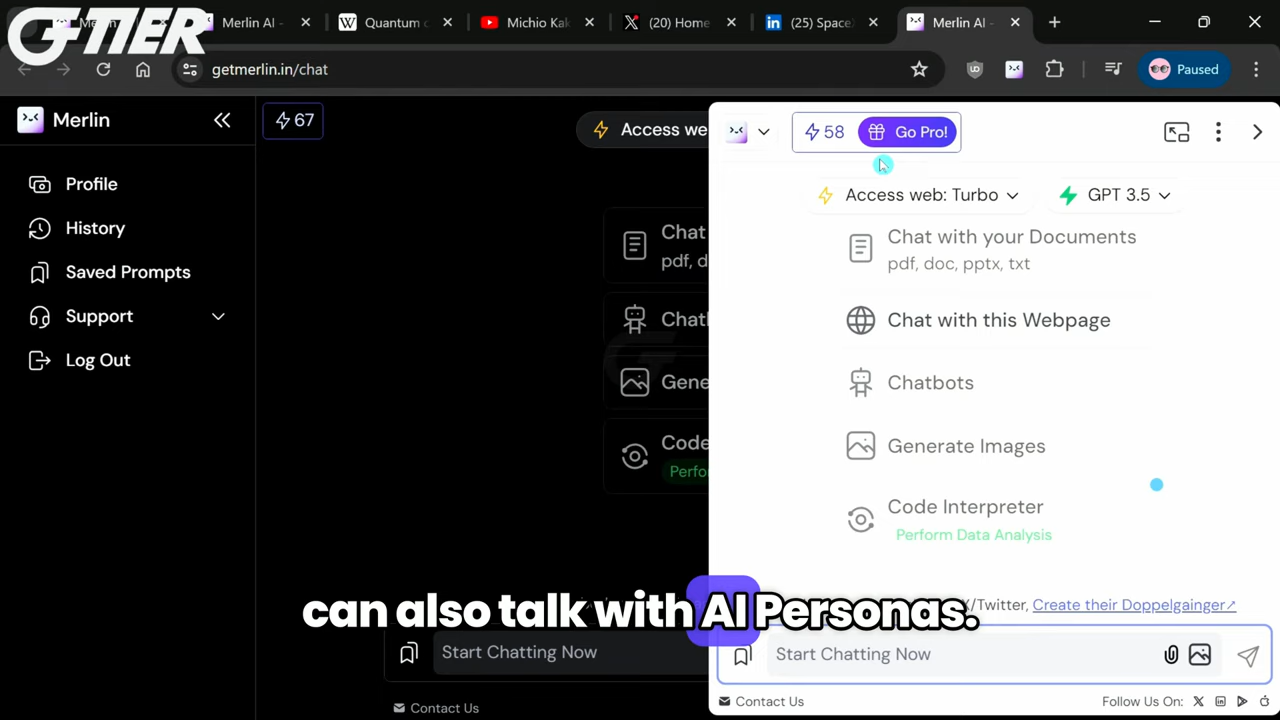 GFTIER
Merlin AI -
Quantum c
Michio Kak
(20) Home
(25) Space
Merlin AI -
getmerlin.in/chat
Paused
Merlin
67
Access we
58
Go Pro!
Access web: Turbo
GPT 3.5
Profile
History
Saved Prompts
Support
Log Out
Chat
pdf, d
Chatl
Gene
Code
Perfo
Chat with your Documents
pdf, doc, pptx, txt
Chat with this Webpage
Chatbots
Generate Images
Code Interpreter
Perform Data Analysis
X/Twitter, Create their Doppelgainger↗
can also talk with AI Personas.
Start Chatting Now
Start Chatting Now
Contact Us
Contact Us
Follow Us On: